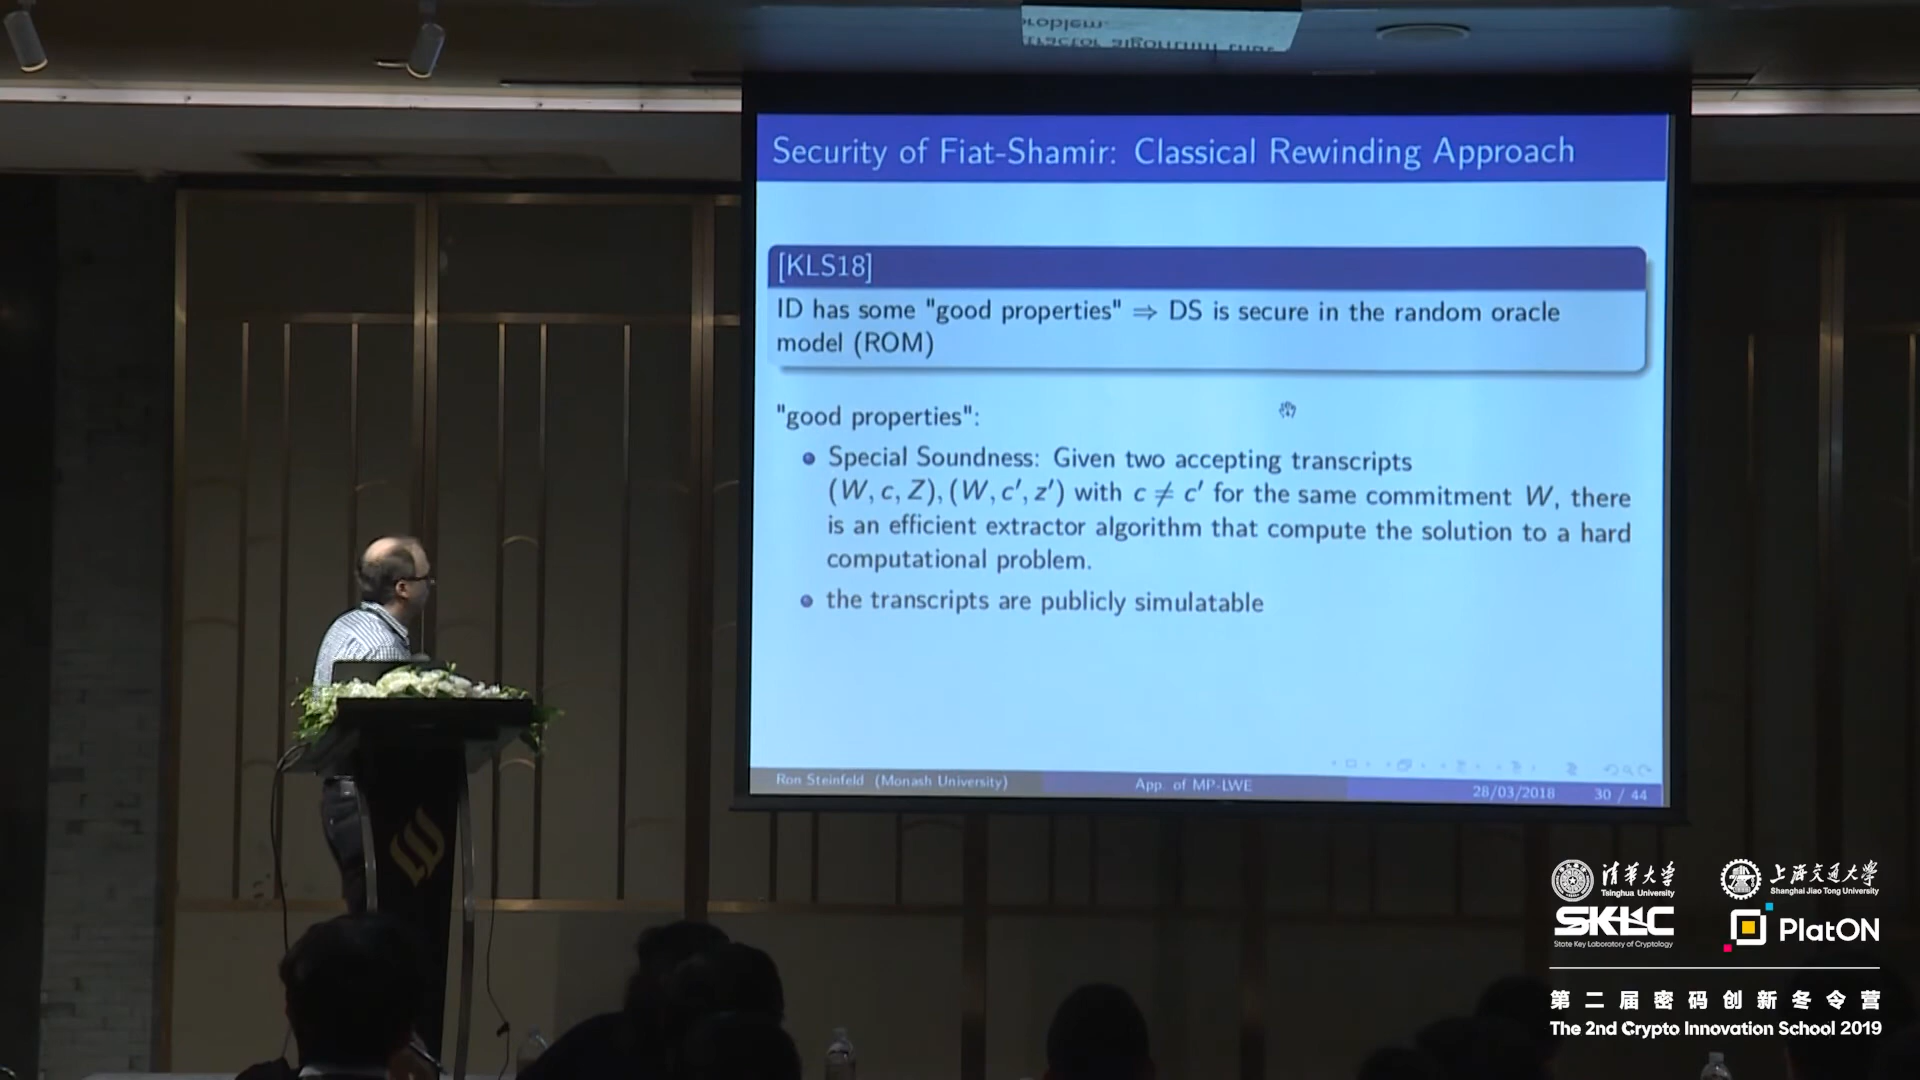 Security of Fiat-Shamir: Classical Rewinding Approach
[KLS18]
ID has some "good properties" ⇒ DS is secure in the random oracle
model (ROM)
"good properties":
Special Soundness: Given two accepting transcripts
(W, c, Z), (W, c′, z′) with c ≠ c′ for the same commitment W, there
is an efficient extractor algorithm that compute the solution to a hard
computational problem.
the transcripts are publicly simulatable
Ron Steinfeld (Monash University)
App. of MP-LWE
28/03/2018
30 / 44
清华大学
Tsinghua University
上海交通大学
Shanghai Jiao Tong University
SKLC
State Key Laboratory of Cryptology
PlatON
第二届密码创新冬令营
The 2nd Crypto Innovation School 2019